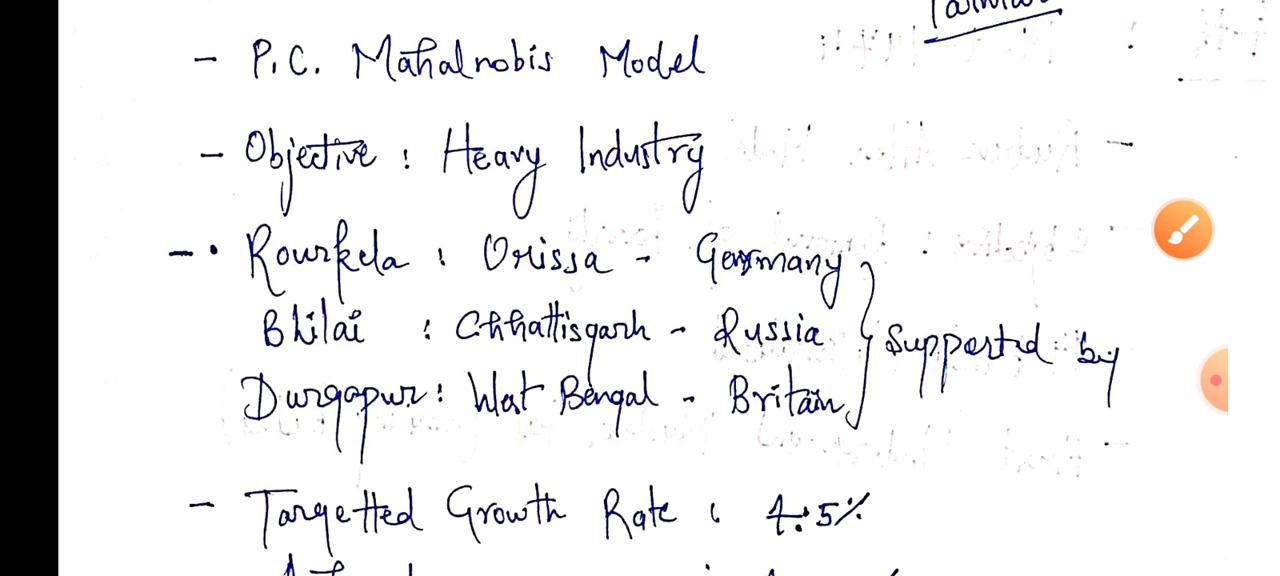 - P.C. Mahalnobis Model
- Objective : Heavy Industry
- • Rourkela : Orissa - Germany
Bhilai : Chhattisgarh - Russia } Supported by
Durgapur : West Bengal - Britain
- Targetted Growth Rate : 4.5%